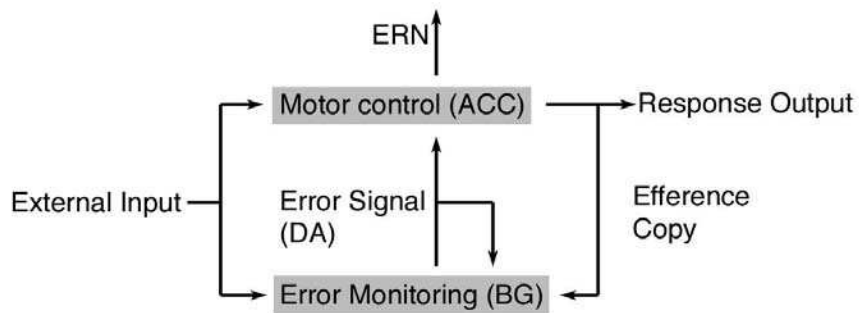 ERN
Motor control (ACC)
Response Output
External Input
Error Signal
(DA)
Efference
Copy
Error Monitoring (BG)